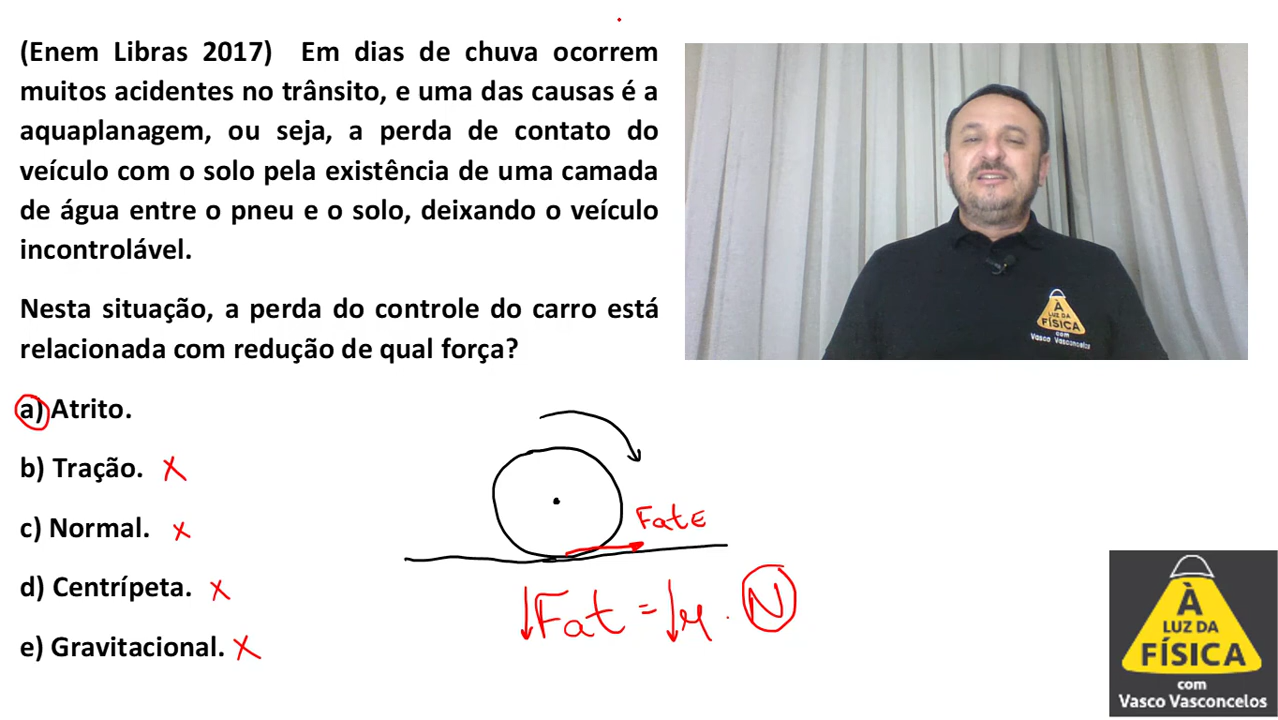 (Enem Libras 2017) Em dias de chuva ocorrem
muitos acidentes no trânsito, e uma das causas é a
aquaplanagem, ou seja, a perda de contato do
veículo com o solo pela existência de uma camada
de água entre o pneu e o solo, deixando o veículo
incontrolável.
Nesta situação, a perda do controle do carro está
relacionada com redução de qual força?
a) Atrito.
b) Tração. X
c) Normal. X
d) Centrípeta. X
e) Gravitacional. X
FatE
↓Fat = ↓μ . N
À
LUZ DA
FÍSICA
com
Vasco Vasconcelos
À
LUZ DA
FÍSICA
com
Vasco Vasconcelos